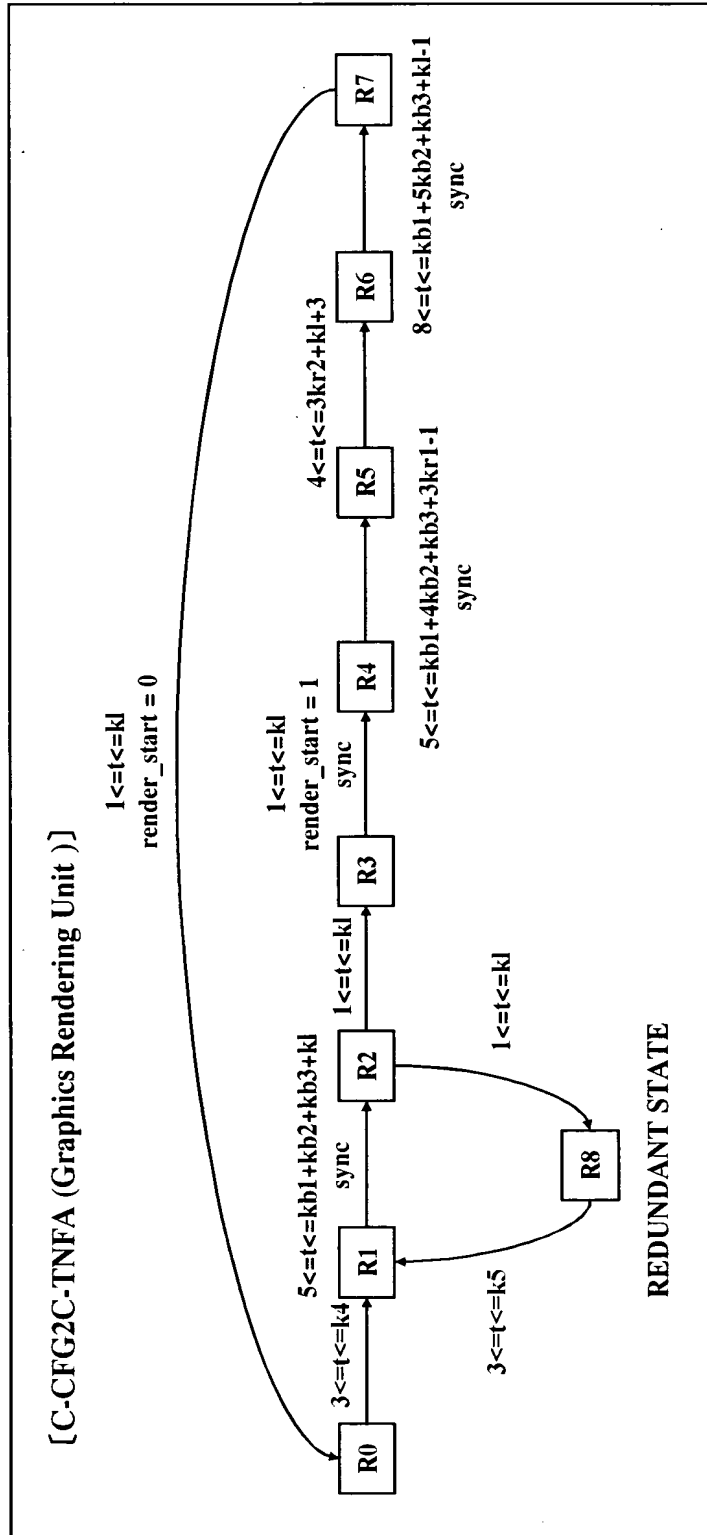 [C-CFG2C-TNFA (Graphics Rendering Unit )]
1<=t<=kl
render_start = 0
R0
3<=t<=k4
R1
5<=t<=kb1+kb2+kb3+kl
sync
R2
1<=t<=kl
R3
1<=t<=kl
render_start = 1
sync
R4
5<=t<=kb1+4kb2+kb3+3kr1-1
sync
R5
4<=t<=3kr2+kl+3
R6
8<=t<=kb1+5kb2+kb3+kl-1
sync
R7
3<=t<=k5
R8
1<=t<=kl
REDUNDANT STATE